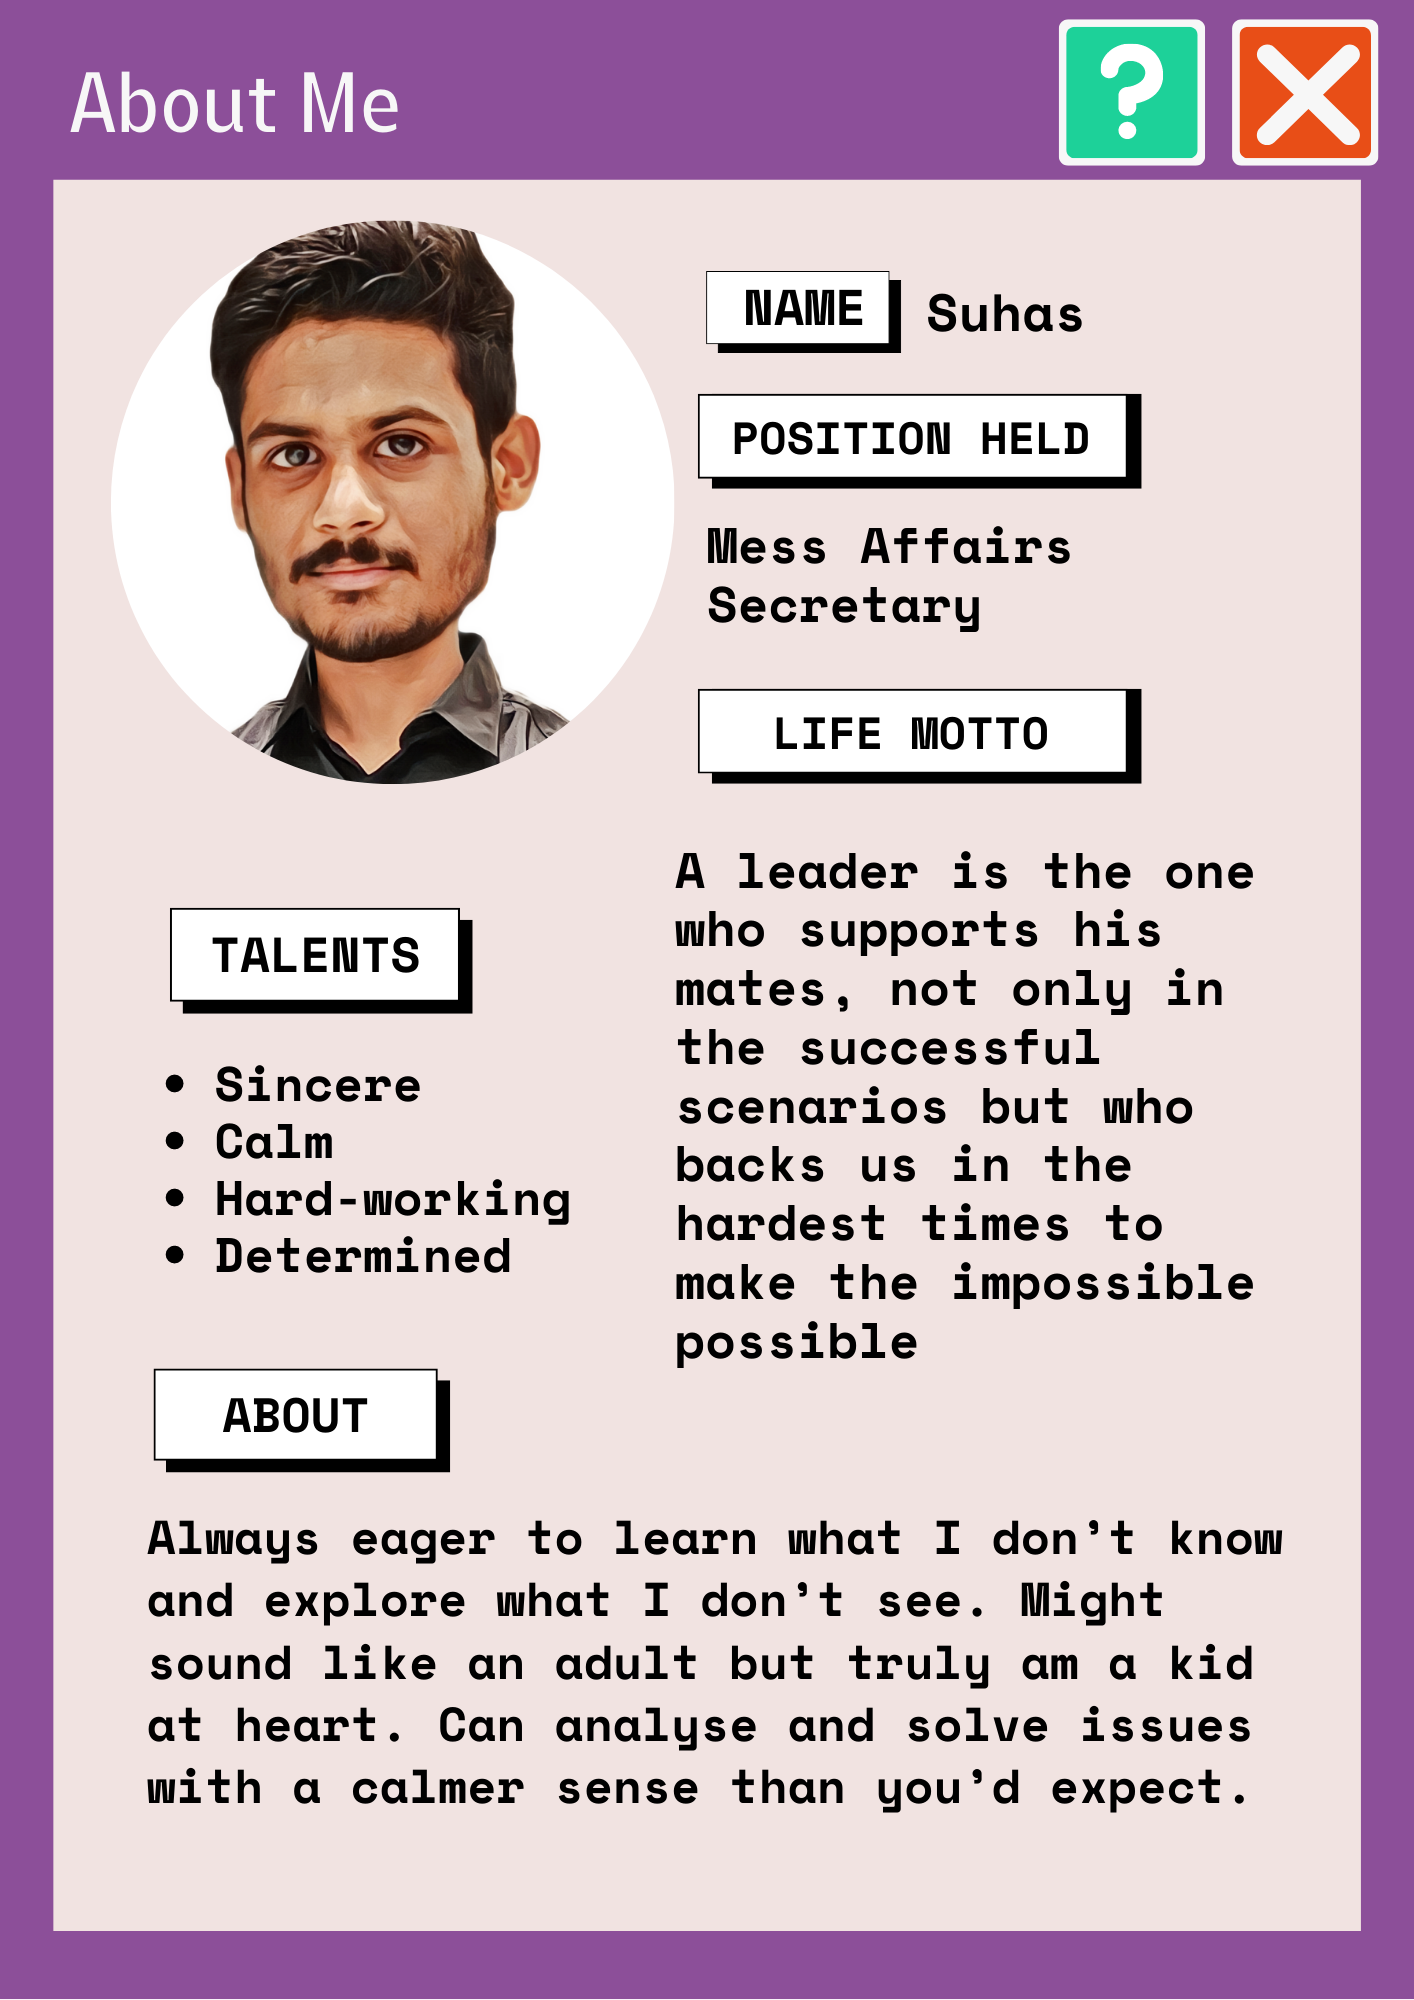 About Me
?
NAME
Suhas
POSITION HELD
Mess Affairs
Secretary
LIFE MOTTO
A leader is the one
who supports his
mates, not only in
the successful
scenarios but who
backs us in the
hardest times to
make the impossible
possible
TALENTS
• Sincere
• Calm
• Hard-working
• Determined
ABOUT
Always eager to learn what I don’t know
and explore what I don’t see. Might
sound like an adult but truly am a kid
at heart. Can analyse and solve issues
with a calmer sense than you’d expect.